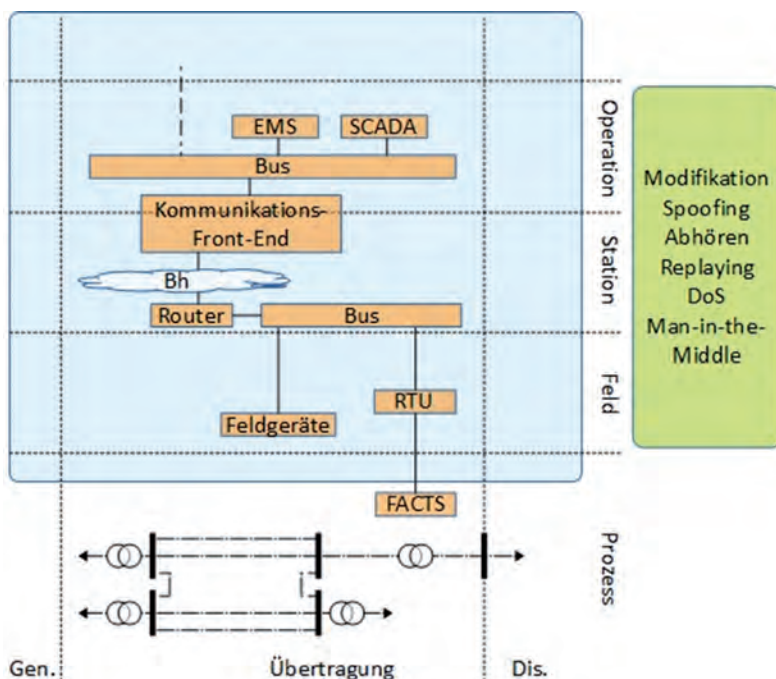 EMS
SCADA
Bus
Kommunikations-
Front-End
Bh
Router
Bus
Feldgeräte
RTU
FACTS
Operation
Station
Feld
Prozess
Gen.
Übertragung
Dis.
Modifikation
Spoofing
Abhören
Replaying
DoS
Man-in-the-
Middle